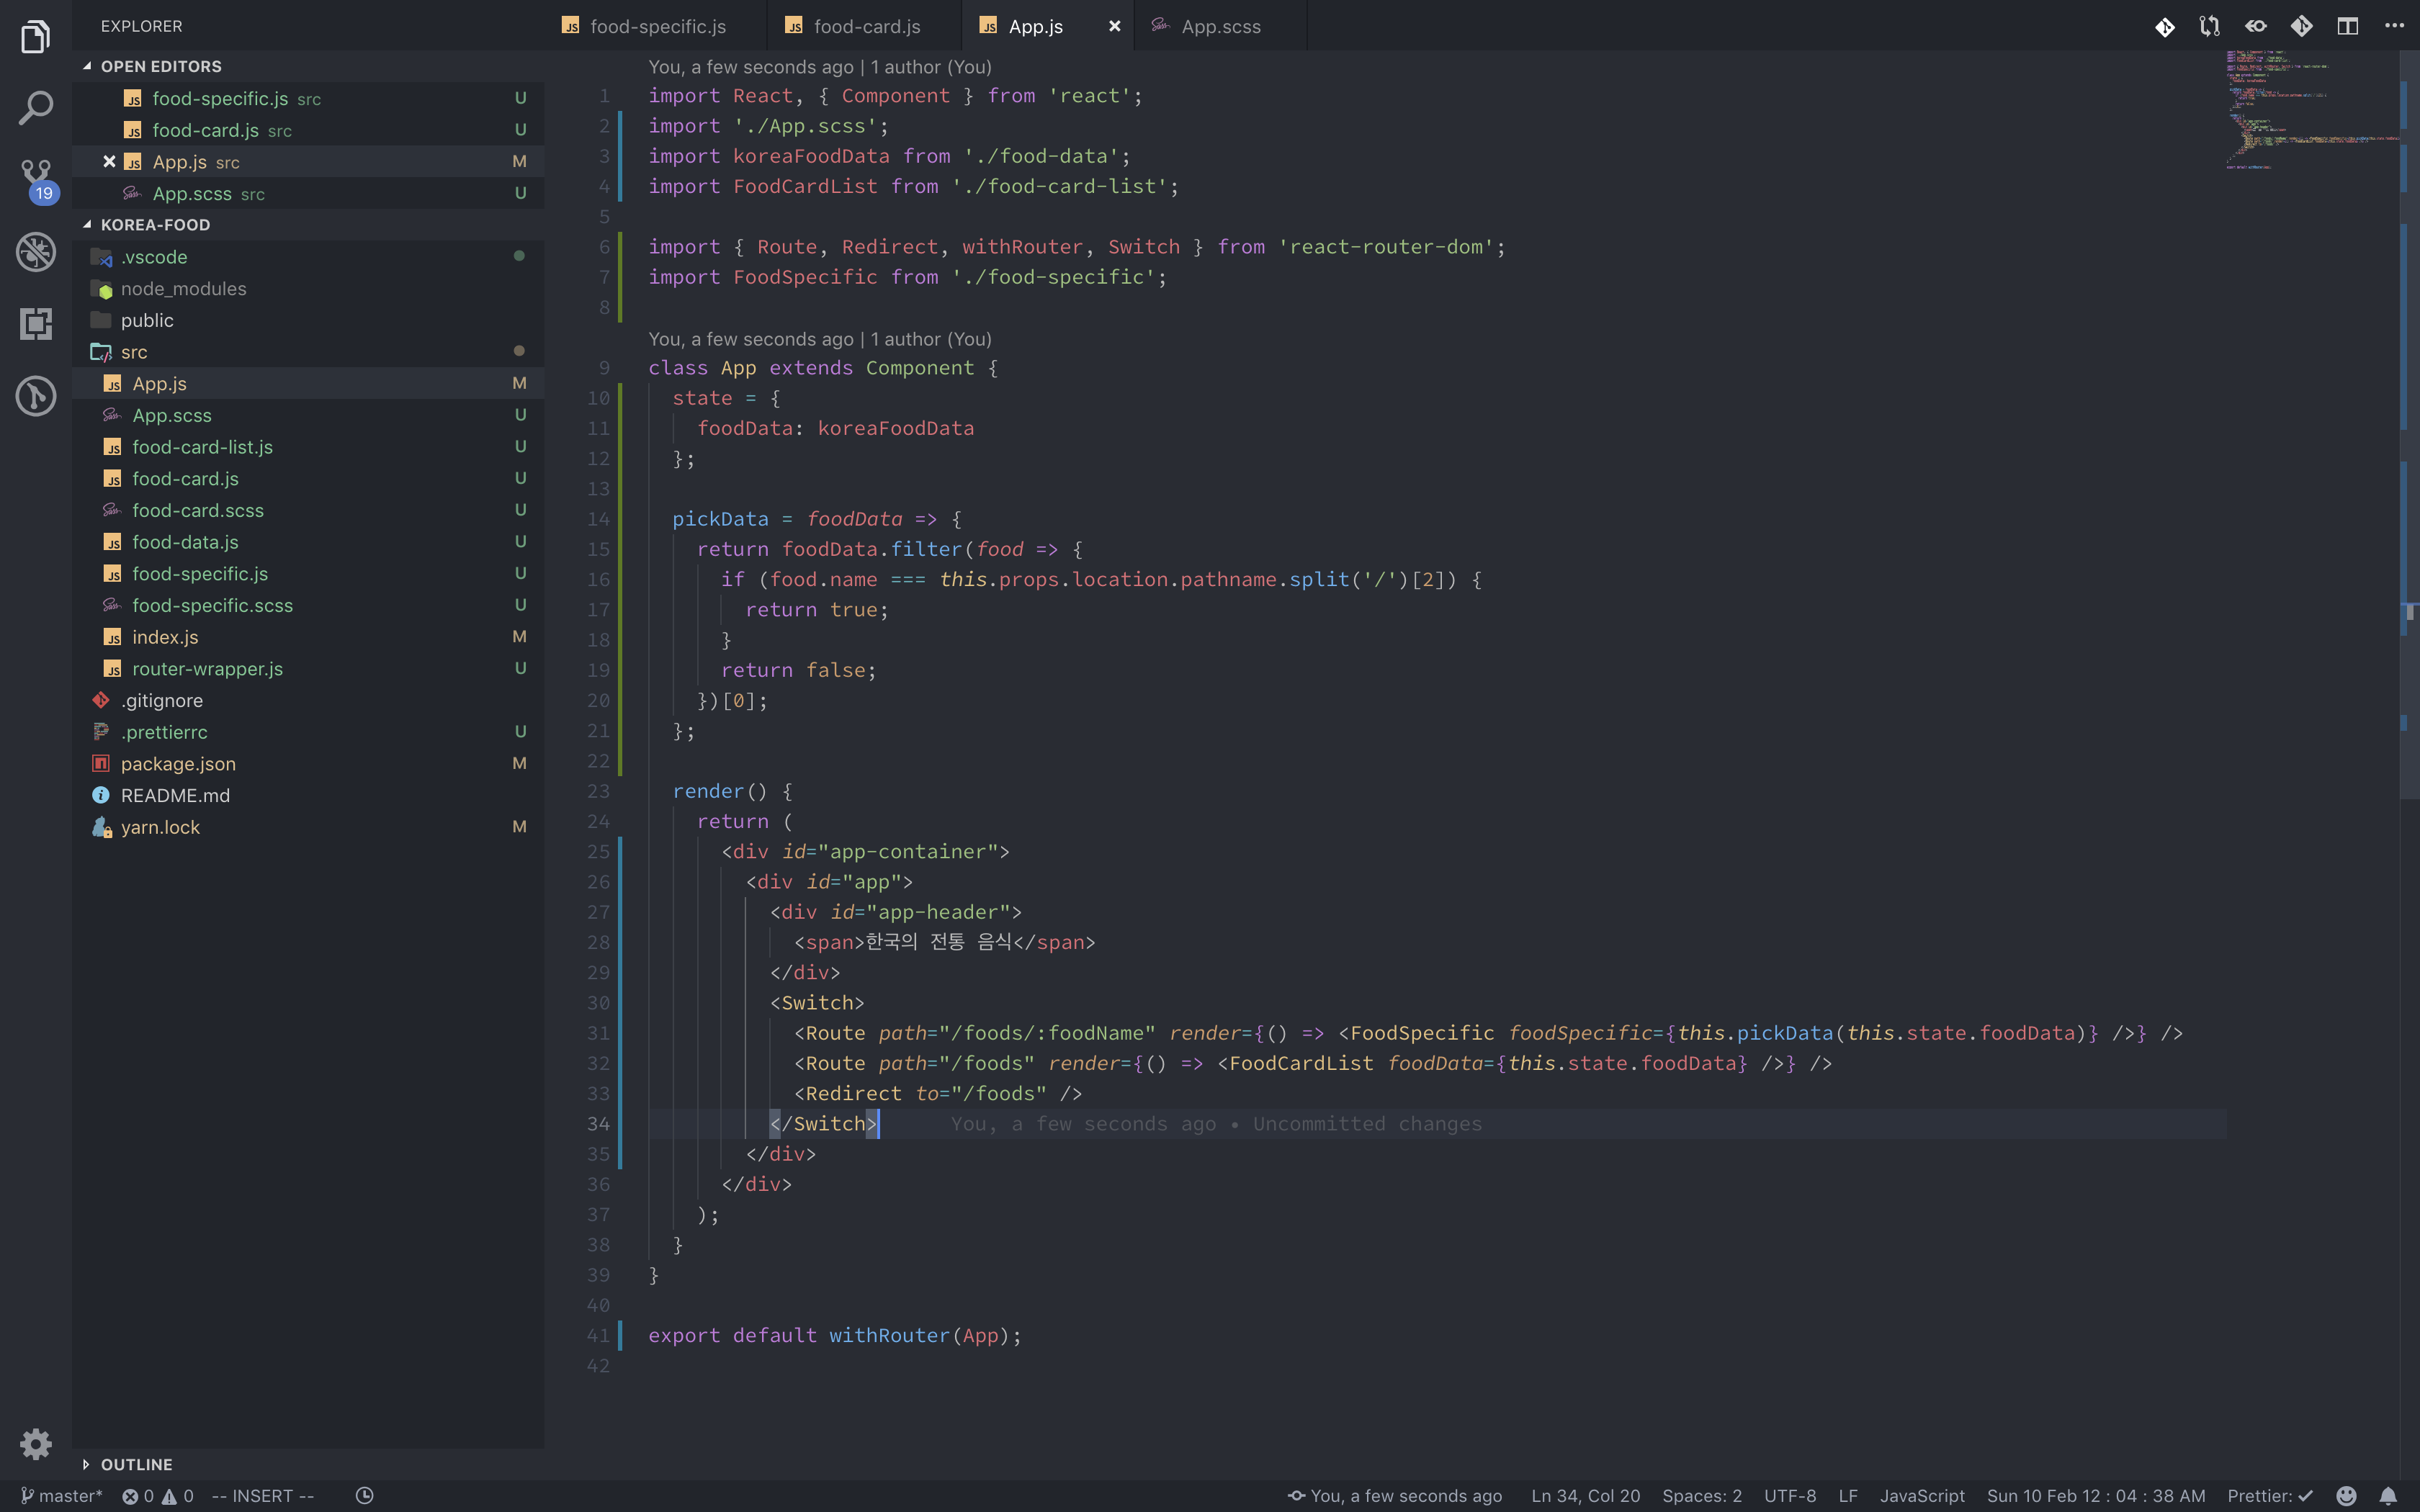 EXPLORER
OPEN EDITORS
food-specific.js src U
food-card.js src U
App.js src M
App.scss src U
19
KOREA-FOOD
.vscode
node_modules
public
src
App.js M
App.scss U
food-card-list.js U
food-card.js U
food-card.scss U
food-data.js U
food-specific.js U
food-specific.scss U
index.js M
router-wrapper.js U
.gitignore
.prettierrc U
package.json M
README.md
yarn.lock M
OUTLINE
food-specific.js food-card.js App.js App.scss
You, a few seconds ago | 1 author (You)
1 import React, { Component } from 'react';
2 import './App.scss';
3 import koreaFoodData from './food-data';
4 import FoodCardList from './food-card-list';
5
6 import { Route, Redirect, withRouter, Switch } from 'react-router-dom';
7 import FoodSpecific from './food-specific';
8
You, a few seconds ago | 1 author (You)
9 class App extends Component {
10 state = {
11 foodData: koreaFoodData
12 };
13
14 pickData = foodData => {
15 return foodData.filter(food => {
16 if (food.name === this.props.location.pathname.split('/')[2]) {
17 return true;
18 }
19 return false;
20 })[0];
21 };
22
23 render() {
24 return (
25 <div id="app-container">
26 <div id="app">
27 <div id="app-header">
28 <span>한국의 전통 음식</span>
29 </div>
30 <Switch>
31 <Route path="/foods/:foodName" render={() => <FoodSpecific foodSpecific={this.pickData(this.state.foodData)} />} />
32 <Route path="/foods" render={() => <FoodCardList foodData={this.state.foodData} />} />
33 <Redirect to="/foods" />
34 </Switch> You, a few seconds ago • Uncommitted changes
35 </div>
36 </div>
37 );
38 }
39 }
40
41 export default withRouter(App);
42
master* 0 0 -- INSERT -- You, a few seconds ago Ln 34, Col 20 Spaces: 2 UTF-8 LF JavaScript Sun 10 Feb 12 : 04 : 38 AM Prettier: ✓